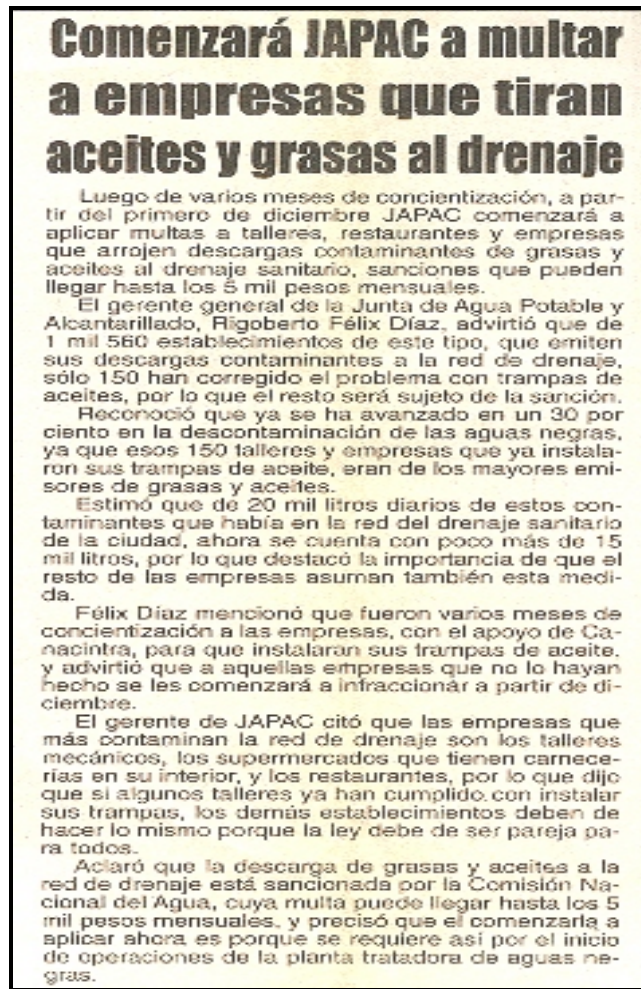 Comenzará JAPAC a multar
a empresas que tiran
aceites y grasas al drenaje
Luego de varios meses de concientización, a par-
tir del primero de diciembre JAPAC comenzará a
aplicar multas a talleres, restaurantes y empresas
que arrojen descargas contaminantes de grasas y
aceites al drenaje sanitario, sanciones que pueden
llegar hasta los 5 mil pesos mensuales.
El gerente general de la Junta de Agua Potable y
Alcantarillado, Rigoberto Félix Díaz, advirtió que de
1 mil 560 establecimientos de este tipo, que emiten
sus descargas contaminantes a la red de drenaje,
sólo 150 han corregido el problema con trampas de
aceites, por lo que el resto será sujeto de la sanción.
Reconoció que ya se ha avanzado en un 30 por
ciento en la descontaminación de las aguas negras,
ya que esos 150 talleres y empresas que ya instala-
ron sus trampas de aceite, eran de los mayores emi-
sores de grasas y aceites.
Estimó que de 20 mil litros diarios de estos con-
taminantes que había en la red del drenaje sanitario
de la ciudad, ahora se cuenta con poco más de 15
mil litros, por lo que destacó la importancia de que el
resto de las empresas asuman también esta medi-
da.
Félix Díaz mencionó que fueron varios meses de
concientización a las empresas, con el apoyo de Ca-
nacintra, para que instalaran sus trampas de aceite,
y advirtió que a aquellas empresas que no lo hayan
hecho se les comenzará a infraccionar a partir de di-
ciembre.
El gerente de JAPAC citó que las empresas que
más contaminan la red de drenaje son los talleres
mecánicos, los supermercados que tienen carnece-
rías en su interior, y los restaurantes, por lo que dijo
que si algunos talleres ya han cumplido con instalar
sus trampas, los demás establecimientos deben de
hacer lo mismo porque la ley debe de ser pareja pa-
ra todos.
Aclaró que la descarga de grasas y aceites a la
red de drenaje está sancionada por la Comisión Na-
cional del Agua, cuya multa puede llegar hasta los 5
mil pesos mensuales, y precisó que el comenzarla a
aplicar ahora es porque se requiere así por el inicio
de operaciones de la planta tratadora de aguas ne-
gras.